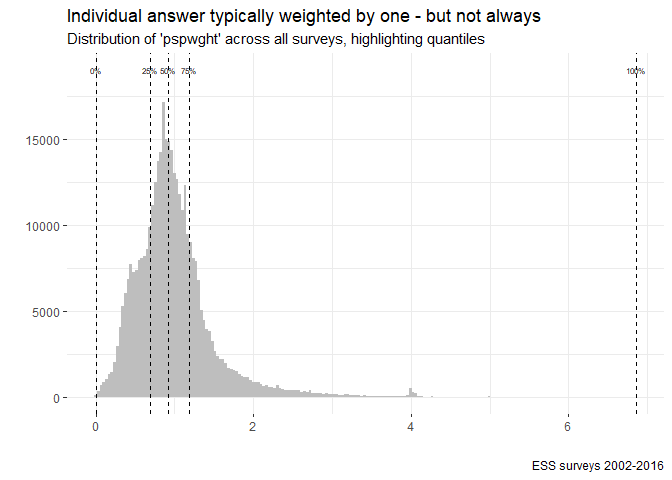 Individual answer typically weighted by one - but not always
Distribution of 'pspwght' across all surveys, highlighting quantiles
0% 25% 50% 75% 100%
15000
10000
5000
0
0 2 4 6
ESS surveys 2002-2016